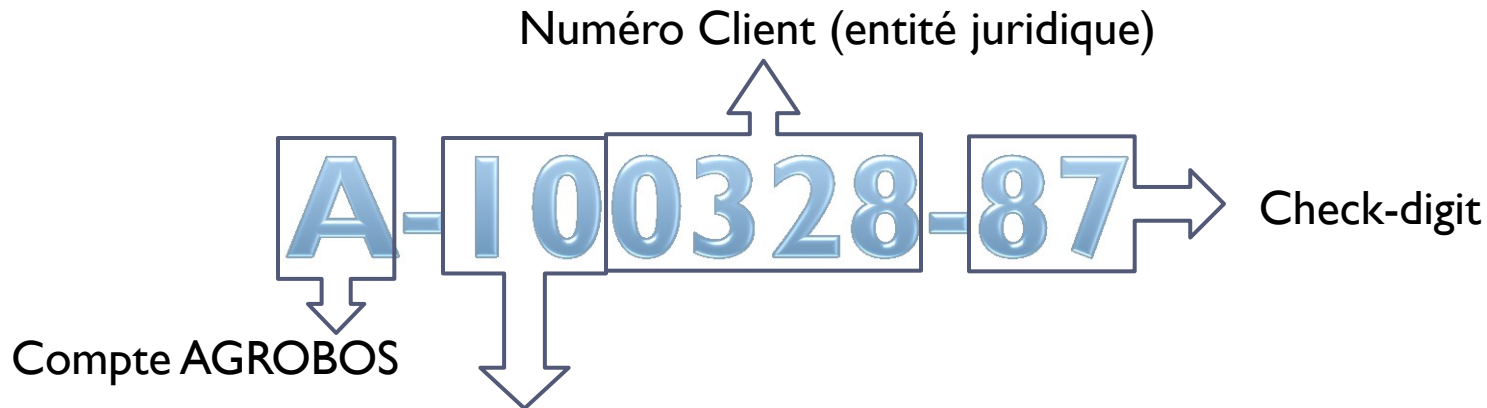 Numéro Client (entité juridique)
A-100328-87
Check-digit
Compte AGROBOS